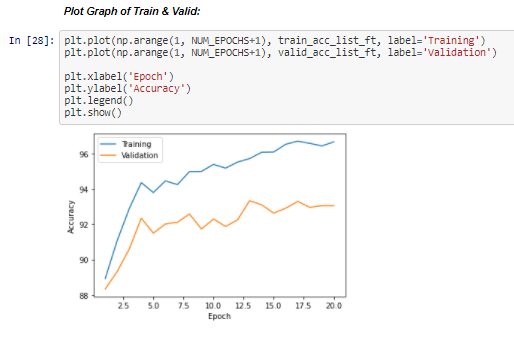 Plot Graph of Train & Valid:
In [28]: plt.plot(np.arange(1, NUM_EPOCHS+1), train_acc_list_ft, label='Training')
plt.plot(np.arange(1, NUM_EPOCHS+1), valid_acc_list_ft, label='Validation')
plt.xlabel('Epoch')
plt.ylabel('Accuracy')
plt.legend()
plt.show()
Training
Validation
96
94
92
90
88
Accuracy
2.5 5.0 7.5 10.0 12.5 15.0 17.5 20.0
Epoch